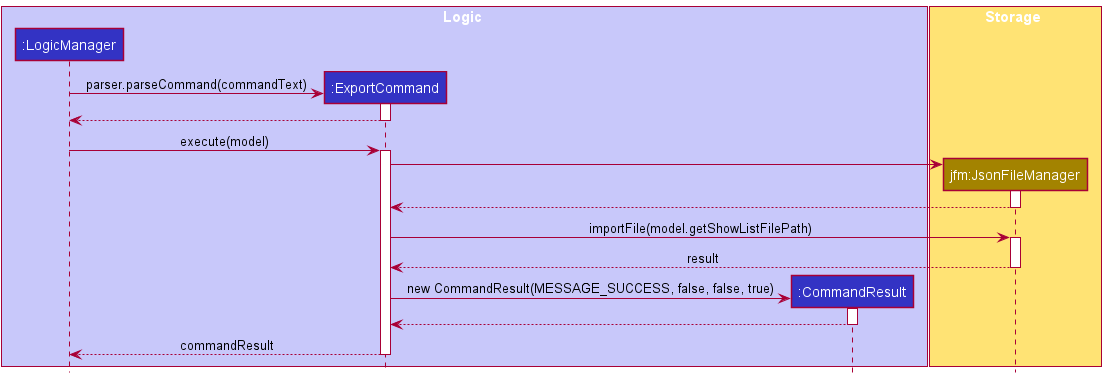 Logic
Storage
:LogicManager
parser.parseCommand(commandText)
:ExportCommand
execute(model)
jfm:JsonFileManager
importFile(model.getShowListFilePath)
result
new CommandResult(MESSAGE_SUCCESS, false, false, true)
:CommandResult
commandResult